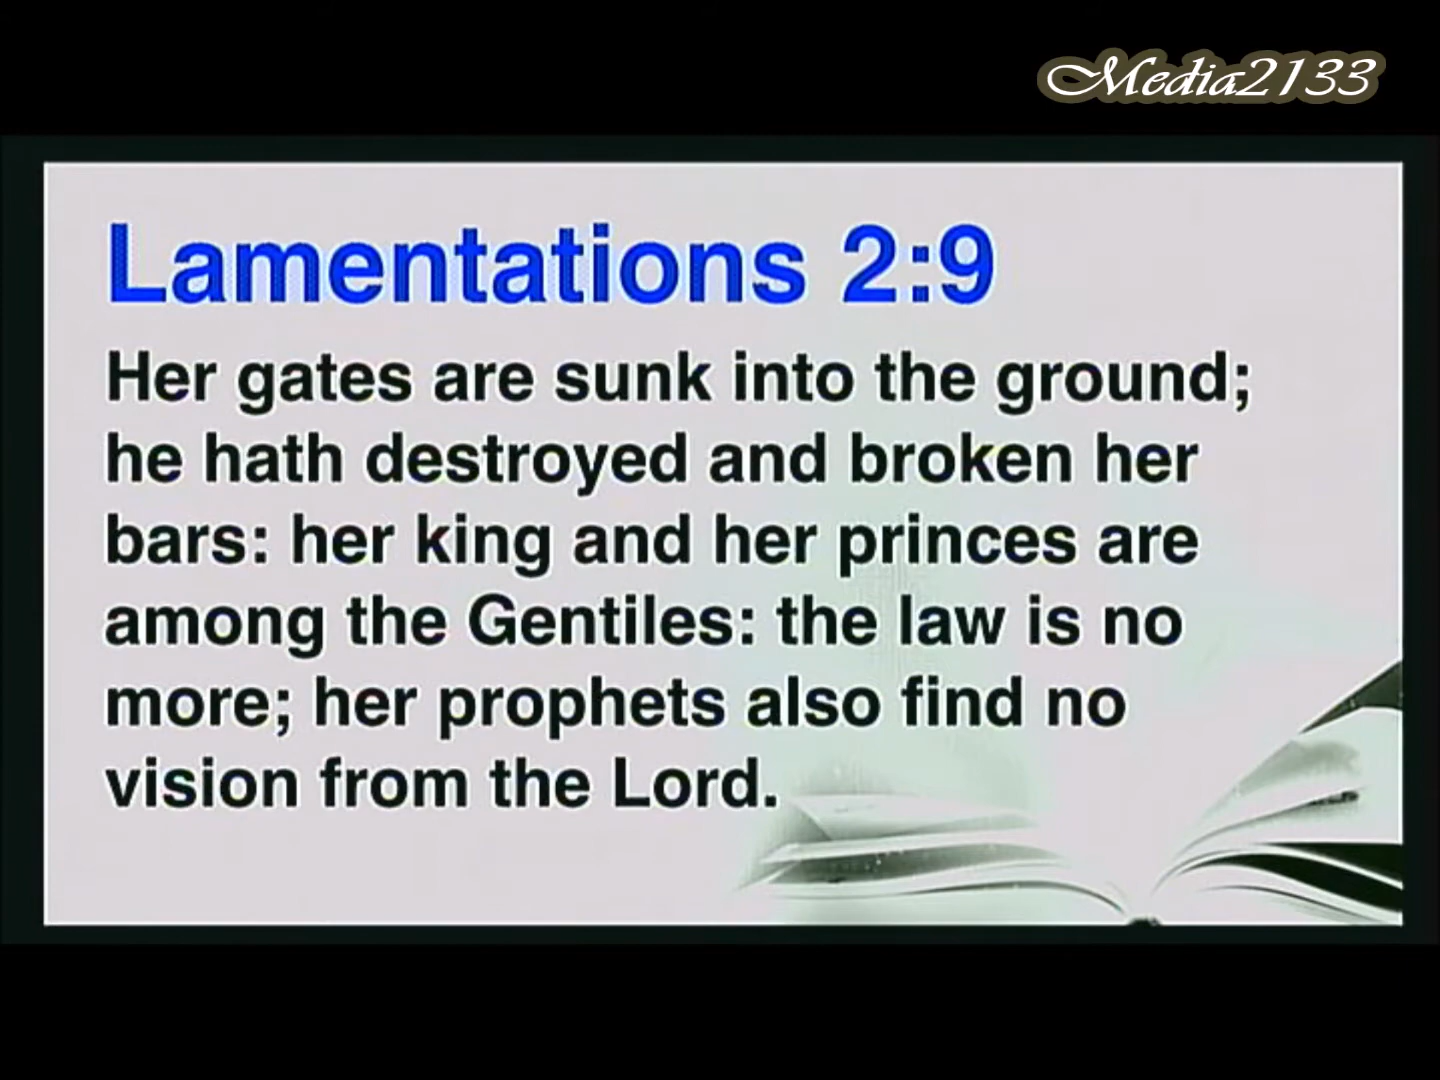 Media2133
Lamentations 2:9
Her gates are sunk into the ground;
he hath destroyed and broken her
bars: her king and her princes are
among the Gentiles: the law is no
more; her prophets also find no
vision from the Lord.